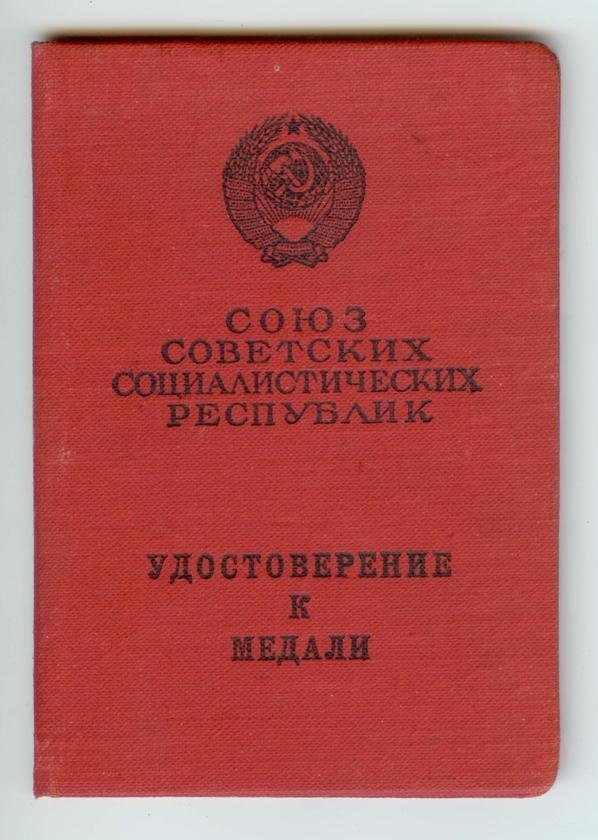 СОЮЗ
СОВЕТСКИХ
СОЦИАЛИСТИЧЕСКИХ
РЕСПУБЛИК
УДОСТОВЕРЕНИЕ
К
МЕДАЛИ